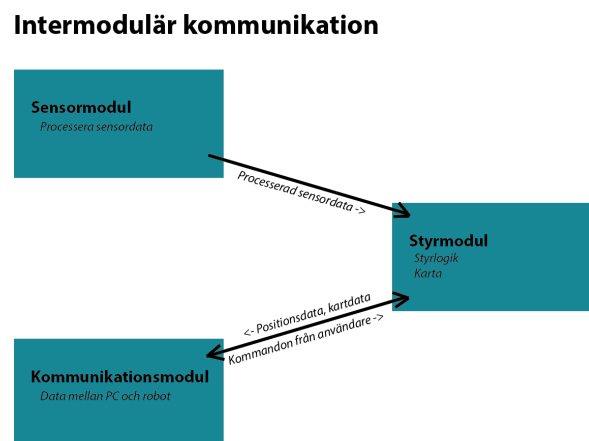 Intermodulär kommunikation
Sensormodul
Processera sensordata
Processerad sensordata ->
Styrmodul
Styrlogik
Karta
<- Positionsdata, kartdata
Kommandon från användare ->
Kommunikationsmodul
Data mellan PC och robot